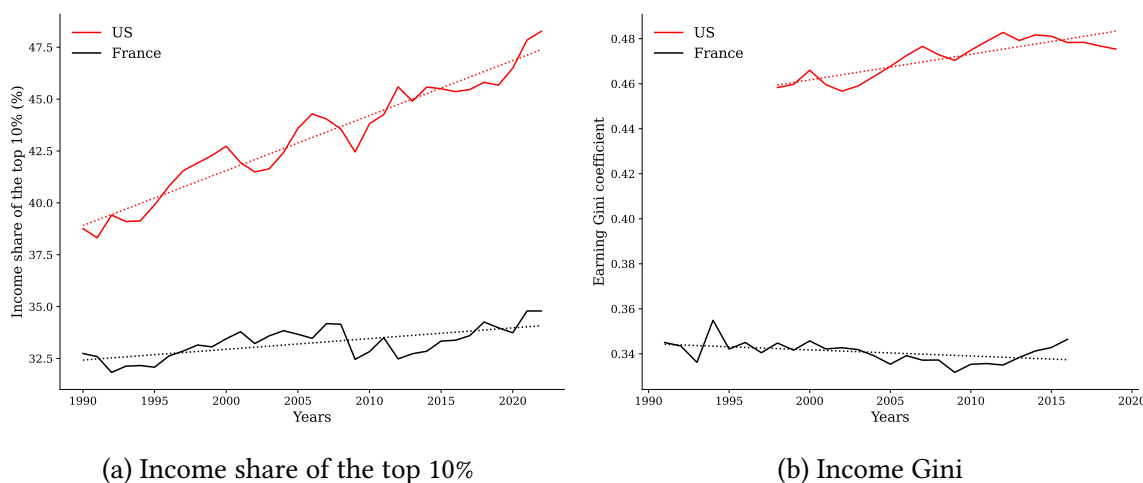 US
France
Income share of the top 10% (%)
47.5
45.0
42.5
40.0
37.5
35.0
32.5
1990
1995
2000
2005
2010
2015
2020
Years
(a) Income share of the top 10%
US
France
Earning Gini coefficient
0.48
0.46
0.44
0.42
0.40
0.38
0.36
0.34
1990
1995
2000
2005
2010
2015
2020
Years
(b) Income Gini